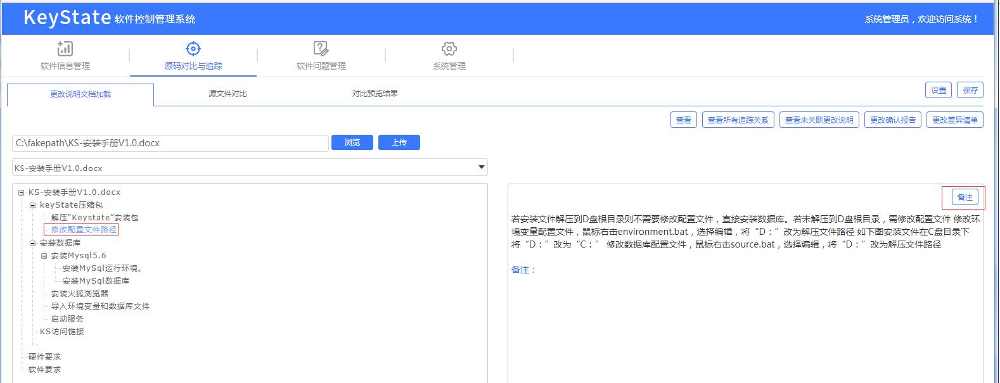 KeyState 软件控制管理系统
系统管理员，欢迎访问系统！
软件信息管理
源码对比与追踪
软件问题管理
系统管理
更改说明文档加载
源文件对比
对比预览结果
设置
保存
查看
查看所有追踪关系
查看未关联更改说明
更改确认报告
更改差异清单
C:\fakepath\KS-安装手册V1.0.docx
浏览
上传
KS-安装手册V1.0.docx
KS-安装手册V1.0.docx
keyState压缩包
解压“Keystate”安装包
修改配置文件路径
安装数据库
安装Mysql5.6
安装MySql运行环境。
安装MySql数据库
安装火狐浏览器
导入环境变量和数据库文件
启动服务
KS访问链接
硬件要求
软件要求
备注
若安装文件解压到D盘根目录则不需要修改配置文件，直接安装数据库。若未解压到D盘根目录，需修改配置文件 修改环
境变量配置文件，鼠标右击environment.bat，选择编辑，将“D：”改为解压文件路径 如下图安装文件在C盘目录下
将“D：”改为“C：” 修改数据库配置文件，鼠标右击source.bat，选择编辑，将“D：”改为解压文件路径
备注：